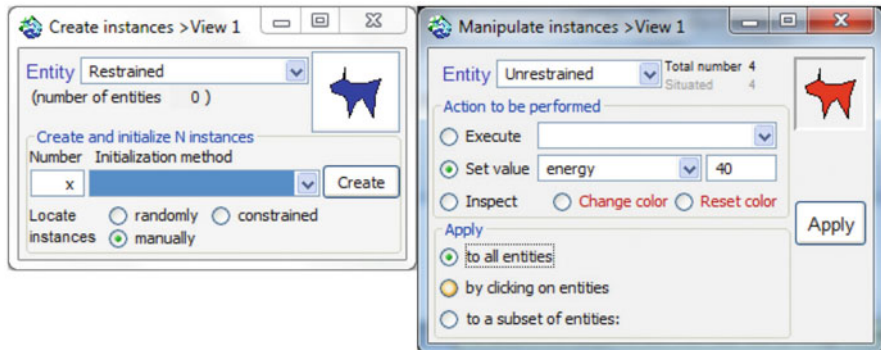 Create instances >View 1
Entity Restrained
(number of entities 0 )
Create and initialize N instances
Number Initialization method
x Create
Locate instances randomly constrained
manually
Manipulate instances >View 1
Entity Unrestrained Total number 4
Situated 4
Action to be performed
Execute
Set value energy 40
Inspect Change color Reset color
Apply
Apply
to all entities
by clicking on entities
to a subset of entities: